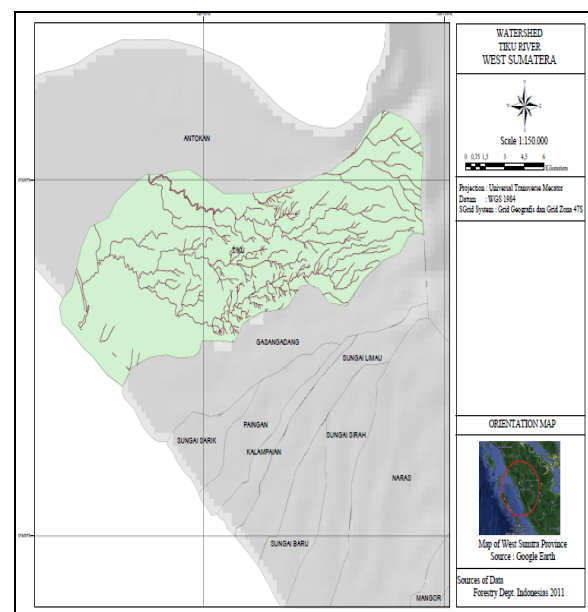 WATERSHED
TIKU RIVER
WEST SUMATERA
N
Scale 1:150.000
0 0,75 1,5 3 4,5 6
Kilometers
Projection : Universal Transverse Mecator
Datum : WGS 1984
SGrid System : Grid Geografis dan Grid Zona 47S
ANTOKAN
TIKU
GASANGADANG
SUNGAI LIMAU
PAINGAN
SUNGAI SARIK
SUNGAI SIRAH
KALAMPAIAN
NARAS
SUNGAI BARU
MANGOR
ORIENTATION MAP
Map of West Sumtra Province
Source : Google Earth
Sources of Data
Forestry Dept. Indonesias 2011